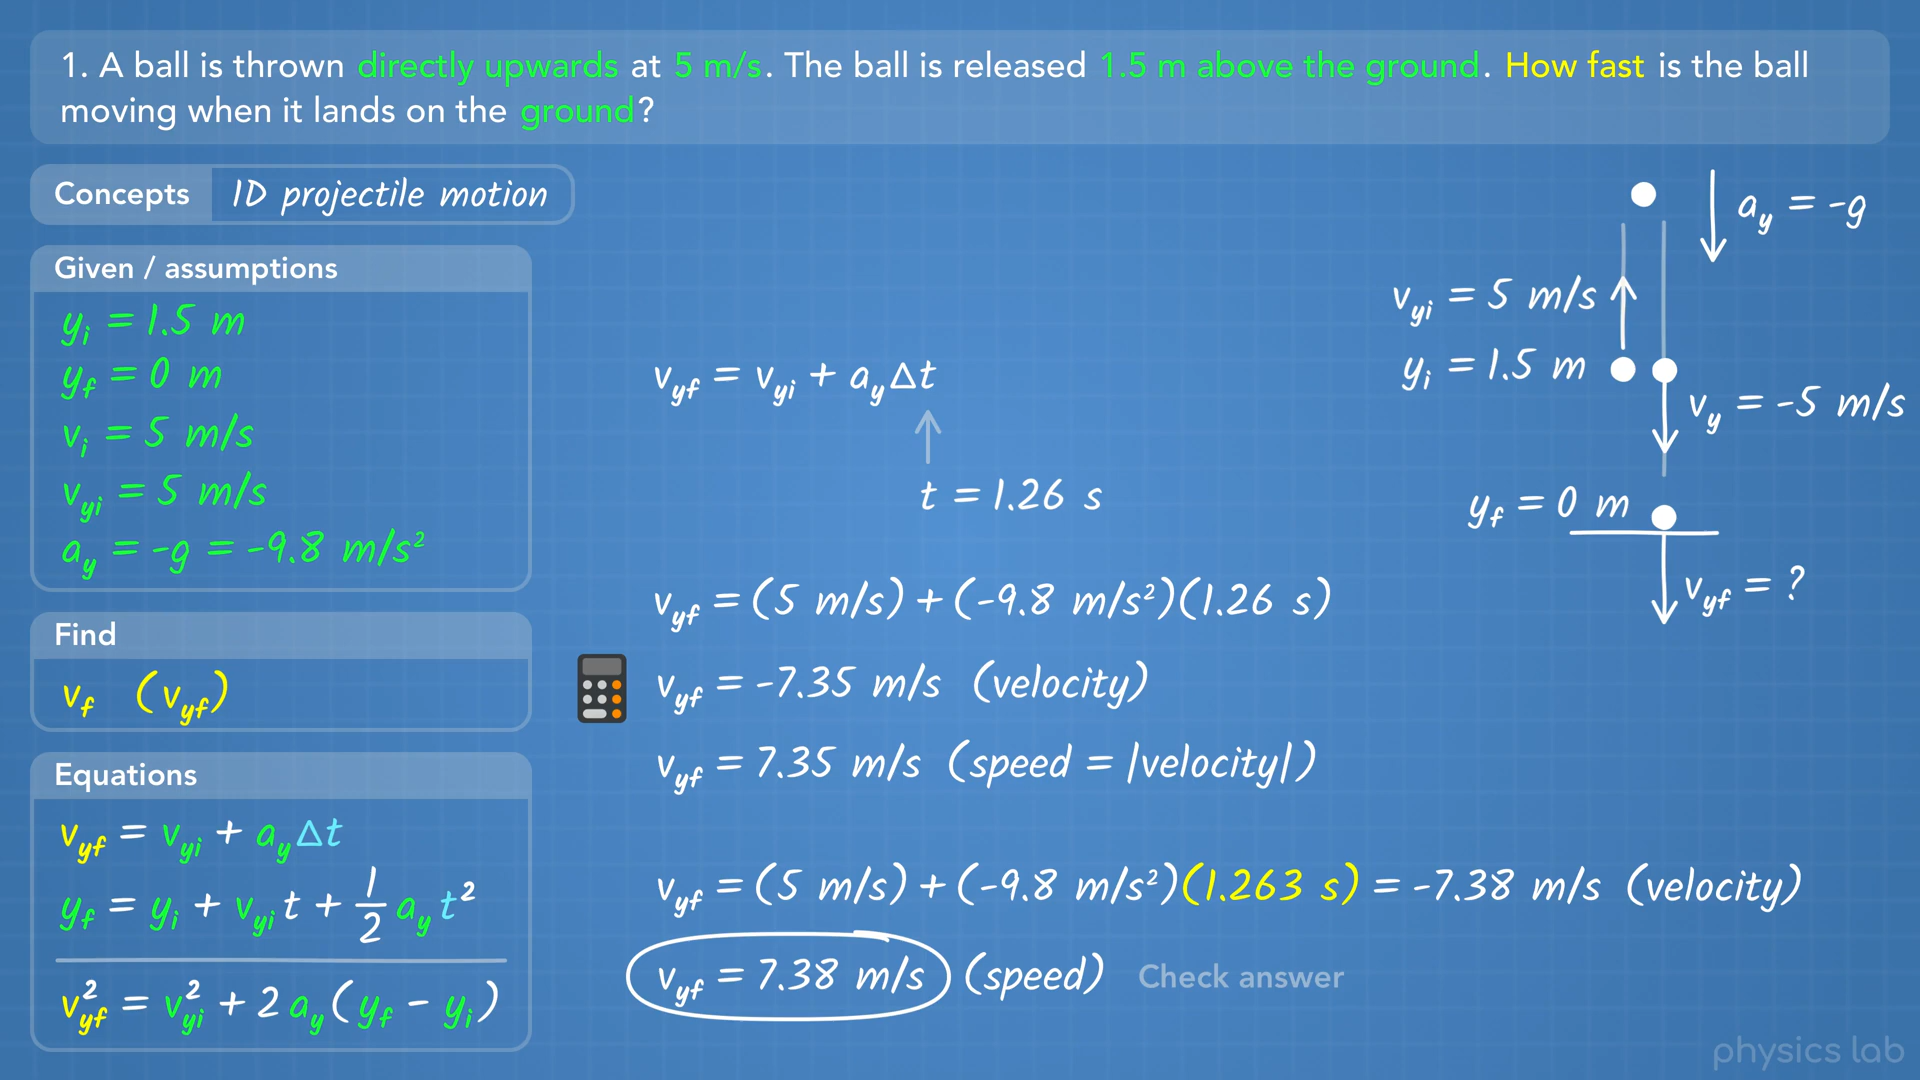 1. A ball is thrown directly upwards at 5 m/s. The ball is released 1.5 m above the ground. How fast is the ball
moving when it lands on the ground?
Concepts 1D projectile motion
Given / assumptions
yᵢ = 1.5 m
y_f = 0 m
vᵢ = 5 m/s
v_yi = 5 m/s
a_y = -g = -9.8 m/s²
Find
v_f (v_yf)
Equations
v_yf = v_yi + a_yΔt
y_f = yᵢ + v_yi t + 1/2 a_y t²
v_yf² = v_yi² + 2a_y(y_f - yᵢ)
v_yf = v_yi + a_yΔt
t = 1.26 s
v_yf = (5 m/s) + (-9.8 m/s²)(1.26 s)
v_yf = -7.35 m/s (velocity)
v_yf = 7.35 m/s (speed = |velocity|)
v_yf = (5 m/s) + (-9.8 m/s²)(1.263 s) = -7.38 m/s (velocity)
v_yf = 7.38 m/s (speed) Check answer
a_y = -g
v_yi = 5 m/s
yᵢ = 1.5 m
v_y = -5 m/s
y_f = 0 m
v_yf = ?
physics lab